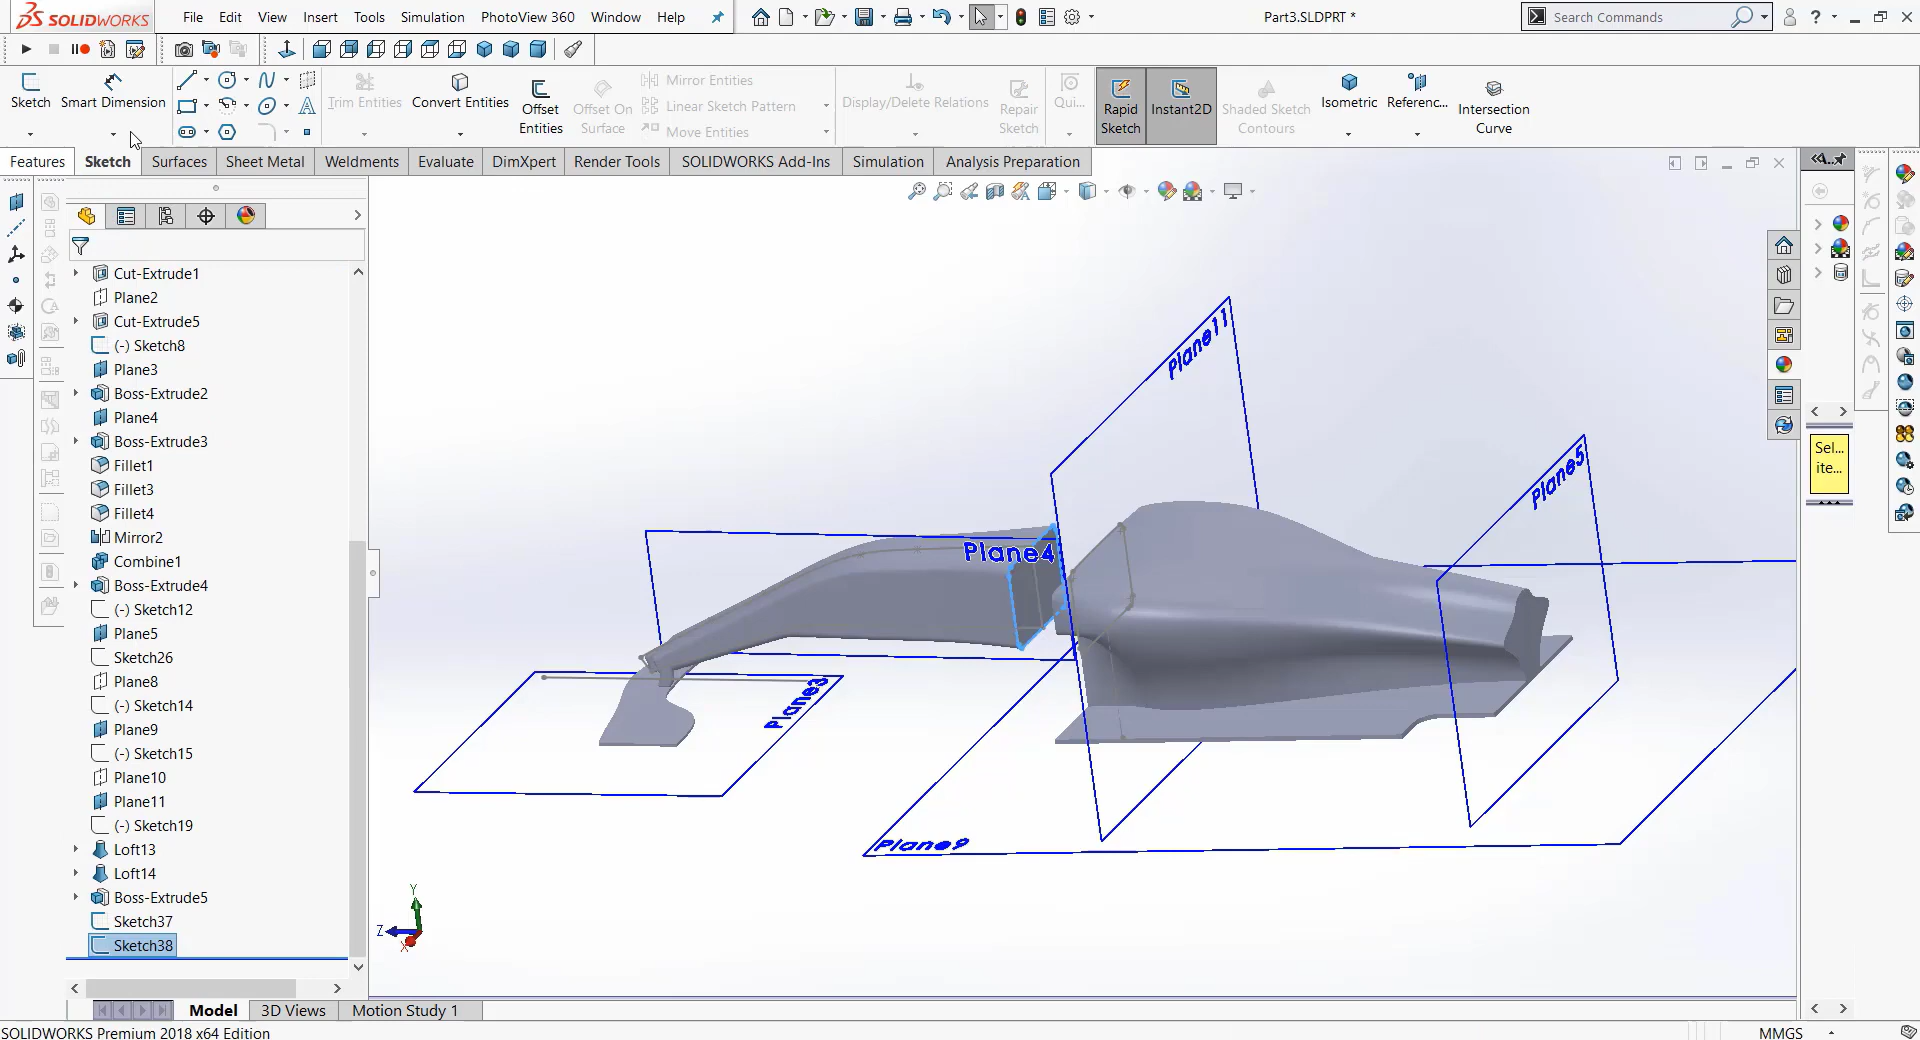 SOLIDWORKS
File Edit View Insert Tools Simulation PhotoView 360 Window Help
Part3.SLDPRT *
Search Commands
Sketch
Smart Dimension
Trim Entities
Convert Entities
Offset Entities
Offset On Surface
Mirror Entities
Linear Sketch Pattern
Move Entities
Display/Delete Relations
Repair Sketch
Qui...
Rapid Sketch
Instant2D
Shaded Sketch Contours
Isometric
Referenc...
Intersection Curve
Features Sketch Surfaces Sheet Metal Weldments Evaluate DimXpert Render Tools SOLIDWORKS Add-Ins Simulation Analysis Preparation
Cut-Extrude1
Plane2
Cut-Extrude5
(-) Sketch8
Plane3
Boss-Extrude2
Plane4
Boss-Extrude3
Fillet1
Fillet3
Fillet4
Mirror2
Combine1
Boss-Extrude4
(-) Sketch12
Plane5
Sketch26
Plane8
(-) Sketch14
Plane9
(-) Sketch15
Plane10
Plane11
(-) Sketch19
Loft13
Loft14
Boss-Extrude5
Sketch37
Sketch38
Plane11
Plane5
Plane4
Plane3
Plane9
Y
Z
X
Sel...
ite...
Model 3D Views Motion Study 1
SOLIDWORKS Premium 2018 x64 Edition
MMGS